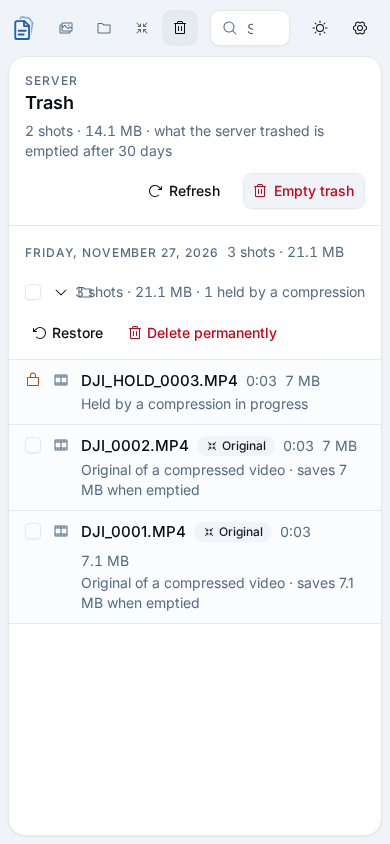 S
SERVER
Trash
2 shots · 14.1 MB · what the server trashed is
emptied after 30 days
Refresh
Empty trash
FRIDAY, NOVEMBER 27, 2026 3 shots · 21.1 MB
3 shots · 21.1 MB · 1 held by a compression
Restore
Delete permanently
DJI_HOLD_0003.MP4 0:03 7 MB
Held by a compression in progress
DJI_0002.MP4 Original 0:03 7 MB
Original of a compressed video · saves 7
MB when emptied
DJI_0001.MP4 Original 0:03
7.1 MB
Original of a compressed video · saves 7.1
MB when emptied